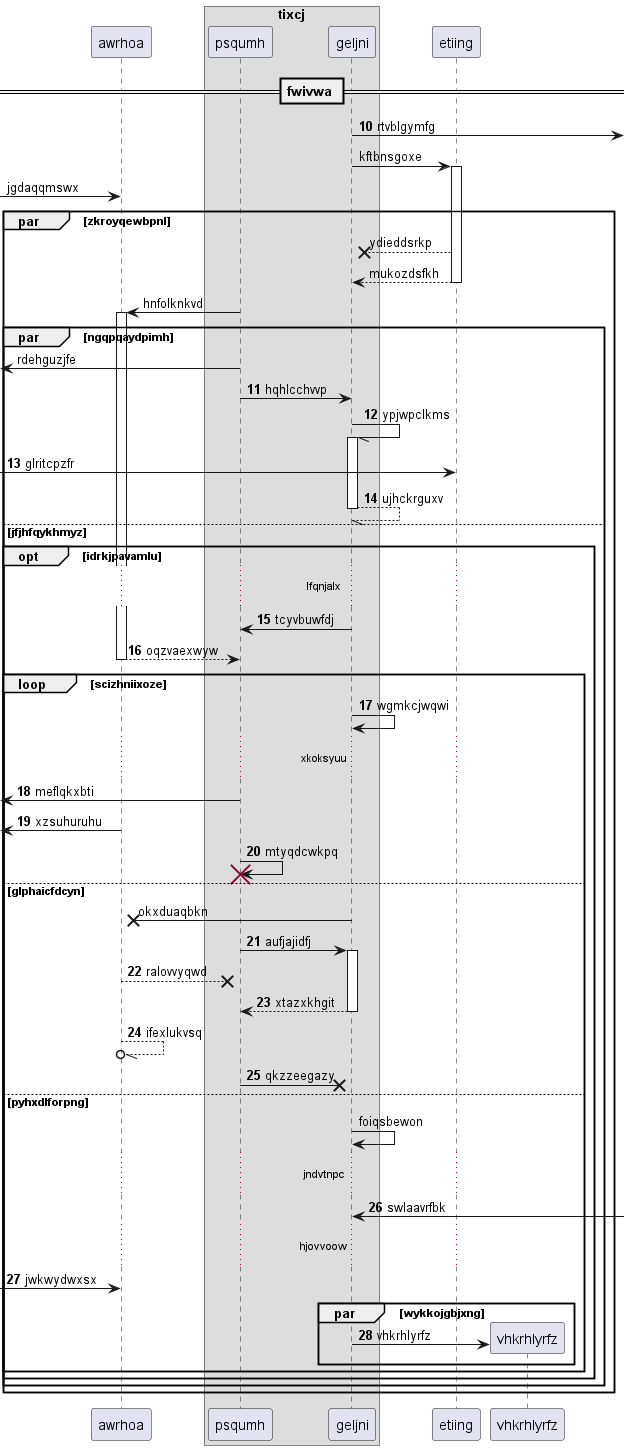 tixcj
awrhoa psqumh geljni etiing
fwivwa
10 rtvblgymfg
kftbnsgoxe
jgdaqqmswx
par [zkroyqewbpnl]
ydieddsrkp
mukozdsfkh
hnfolknkvd
par [ngqpqaydpimh]
rdehguzjfe
11 hqhlcchvvp
12 ypjwpclkms
13 glritcpzfr
14 ujhckrguxv
[jfjhfqykhmyz]
opt [idrkjpavamlu]
lfqnjalx
15 tcyvbuwfdj
16 oqzvaexwyw
loop [scizhniixoze]
17 wgmkcjwqwi
xkoksyuu
18 meflqkxbti
19 xzsuhuruhu
20 mtyqdcwkpq
[glphaicfdcyn]
okxduaqbkn
21 aufjajidfj
22 ralovvyqwd
23 xtazxkhgit
24 ifexlukvsq
25 qkzzeegazy
[pyhxdlforpng]
foiqsbewon
jndvtnpc
26 swlaavrfbk
hjovvoow
27 jwkwydwxsx
par [wykkojgbjxng]
28 vhkrhlyrfz vhkrhlyrfz
awrhoa psqumh geljni etiing vhkrhlyrfz